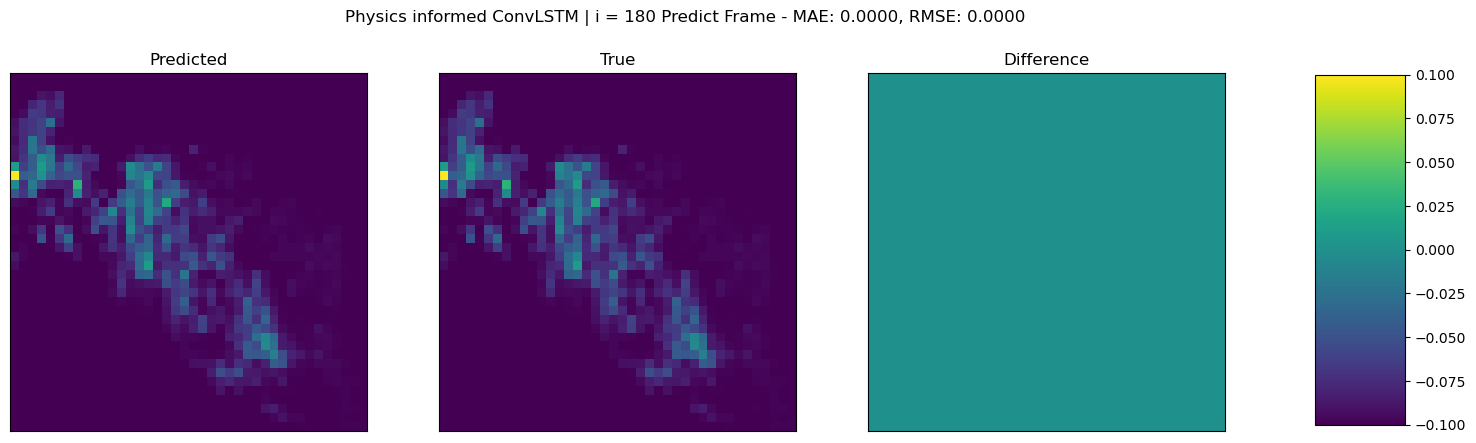 Physics informed ConvLSTM | i = 180 Predict Frame - MAE: 0.0000, RMSE: 0.0000
Predicted
True
Difference
0.100
0.075
0.050
0.025
0.000
−0.025
−0.050
−0.075
−0.100